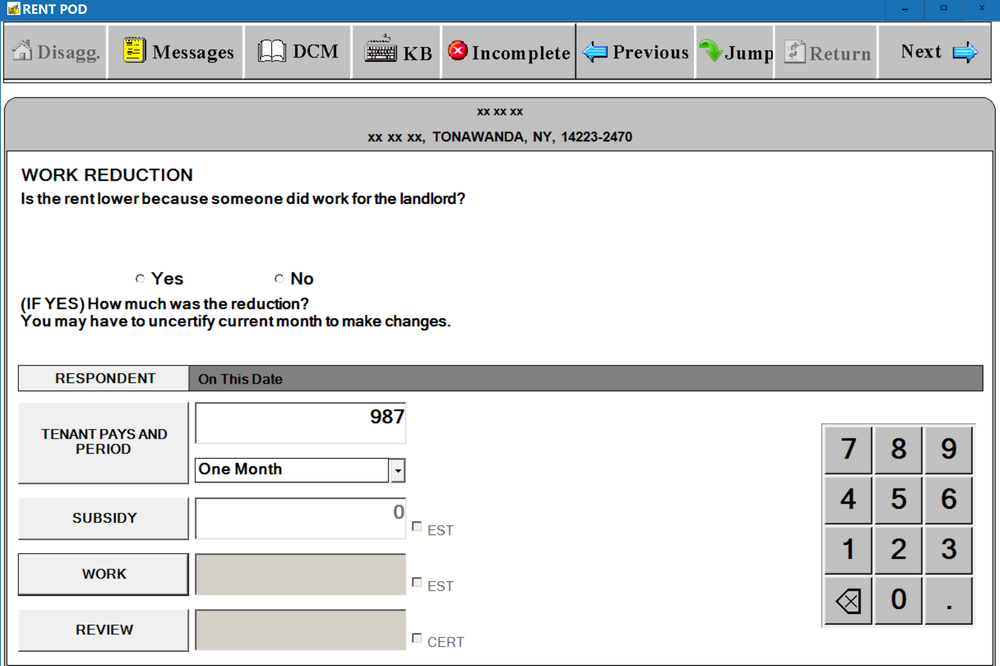 RENT POD
Disagg. Messages DCM KB Incomplete Previous Jump Return Next
xx xx xx
xx xx xx, TONAWANDA, NY, 14223-2470
WORK REDUCTION
Is the rent lower because someone did work for the landlord?
Yes No
(IF YES) How much was the reduction?
You may have to uncertify current month to make changes.
RESPONDENT On This Date
TENANT PAYS AND
PERIOD
987
One Month
SUBSIDY 0 EST
WORK EST
REVIEW CERT
7 8 9
4 5 6
1 2 3
0 .